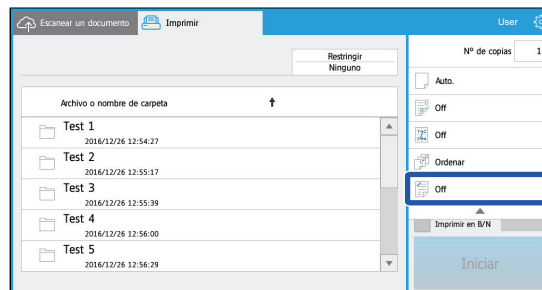 Escanear un documento
Imprimir
User
Restringir
Ninguno
Archivo o nombre de carpeta
Test 1
2016/12/26 12:54:27
Test 2
2016/12/26 12:55:17
Test 3
2016/12/26 12:55:39
Test 4
2016/12/26 12:56:00
Test 5
2016/12/26 12:56:29
Nº de copias 1
Auto.
Off
Off
Ordenar
Off
Imprimir en B/N
Iniciar